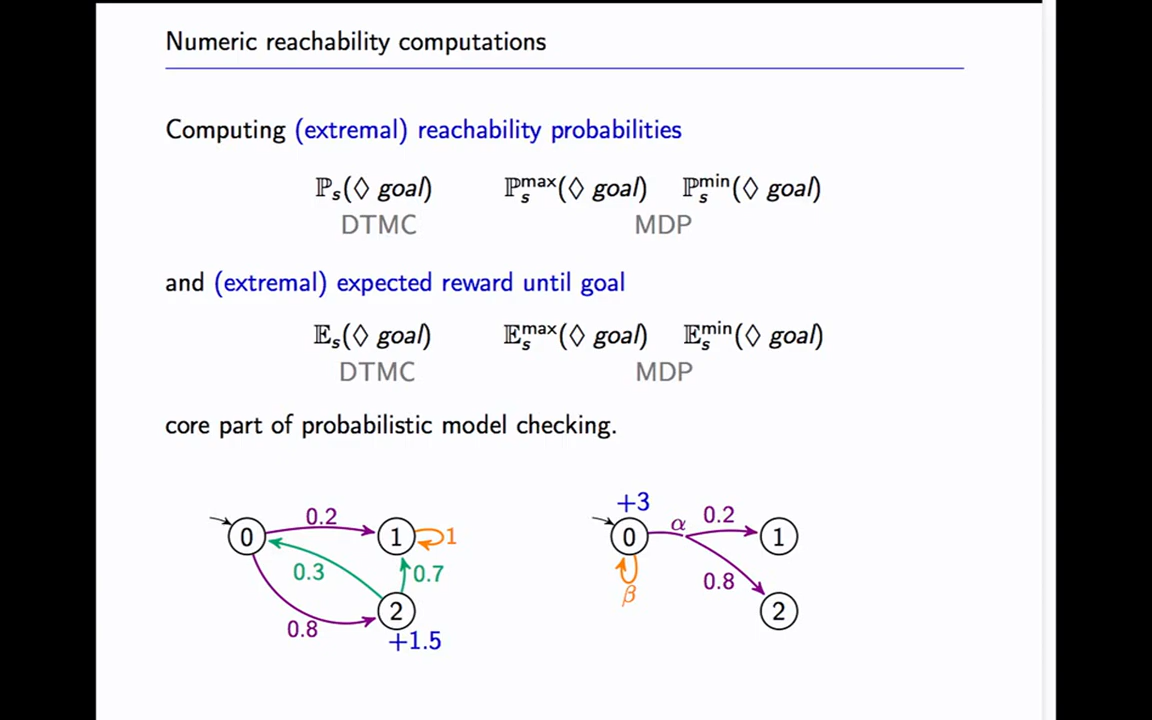 Numeric reachability computations
Computing (extremal) reachability probabilities
ℙₛ(◊ goal) ℙₛᵐᵃˣ(◊ goal) ℙₛᵐⁱⁿ(◊ goal)
DTMC MDP
and (extremal) expected reward until goal
𝔼ₛ(◊ goal) 𝔼ₛᵐᵃˣ(◊ goal) 𝔼ₛᵐⁱⁿ(◊ goal)
DTMC MDP
core part of probabilistic model checking.
0 0.2 1 1
0.3 0.7
0.8 2
+1.5
+3
0 α 0.2 1
β 0.8 2